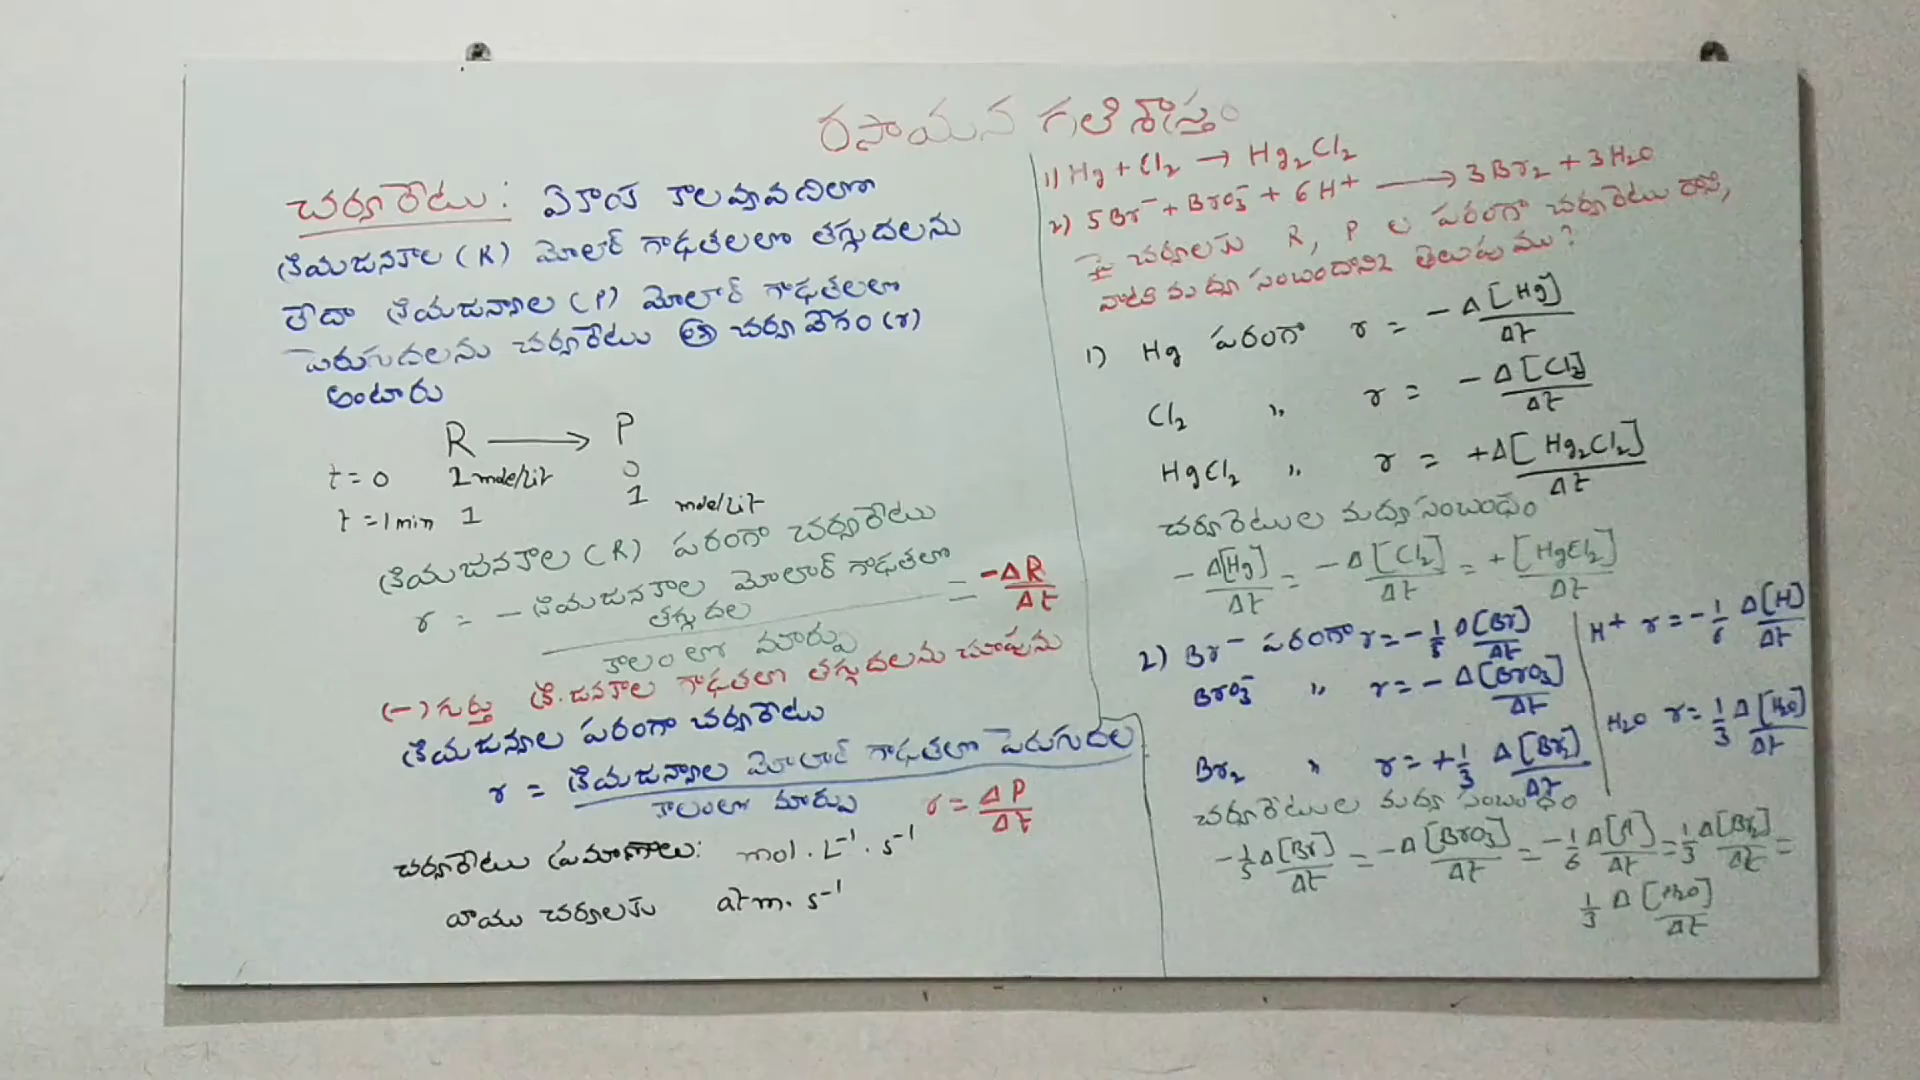 రసాయన గతిశాస్త్రం
చర్యారేటు: ఏకాంక కాలవ్యవధిలో
క్రియాజనకాల (R) మోలార్ గాఢతలలో తగ్గుదలను
లేదా క్రియాజన్యాల (P) మోలార్ గాఢతలలో
పెరుగుదలను చర్యారేటు (లేదా) చర్యా వేగం (r)
అంటారు
R ⟶ P
t = 0 2 mole/Lit 0
t = 1 min 1 1 mole/Lit
క్రియాజనకాల (R) పరంగా చర్యారేటు
r = - క్రియాజనకాల మోలార్ గాఢతలో తగ్గుదల / కాలంలో మార్పు = -ΔR/Δt
(-) గుర్తు క్రి.జనకాల గాఢతలో తగ్గుదలను చూపును
క్రియాజన్యాల పరంగా చర్యారేటు
r = క్రియాజన్యాల మోలార్ గాఢతలో పెరుగుదల / కాలంలో మార్పు r = ΔP/Δt
చర్యారేటు ప్రమాణాలు: mol . L⁻¹ . s⁻¹
వాయు చర్యలకు atm. s⁻¹
1) Hg + Cl₂ → Hg₂Cl₂
2) 5Br⁻ + BrO₃⁻ + 6H⁺ ⟶ 3Br₂ + 3H₂O
పై చర్యలకు R, P ల పరంగా చర్యారేటు రాసి,
వాటి మధ్య సంబంధాన్ని తెలుపుము?
1) Hg పరంగా r = - Δ[Hg]/Δt
Cl₂ ,, r = - Δ[Cl₂]/Δt
HgCl₂ ,, r = +Δ[Hg₂Cl₂]/Δt
చర్యారేటుల మధ్య సంబంధం
- Δ[Hg]/Δt = - Δ[Cl₂]/Δt = + [HgCl₂]/Δt
2) Br⁻ పరంగా r = - 1/5 Δ[Br]/Δt
BrO₃⁻ ,, r = - Δ[BrO₃]/Δt
Br₂ ,, r = + 1/3 Δ[Br₂]/Δt
H⁺ r = - 1/6 Δ[H]/Δt
H₂O r = 1/3 Δ[H₂O]/Δt
చర్యారేటుల మధ్య సంబంధం
- 1/5 Δ[Br]/Δt = - Δ[BrO₃]/Δt = - 1/6 Δ[H]/Δt = 1/3 Δ[Br₂]/Δt =
1/3 Δ[H₂O]/Δt